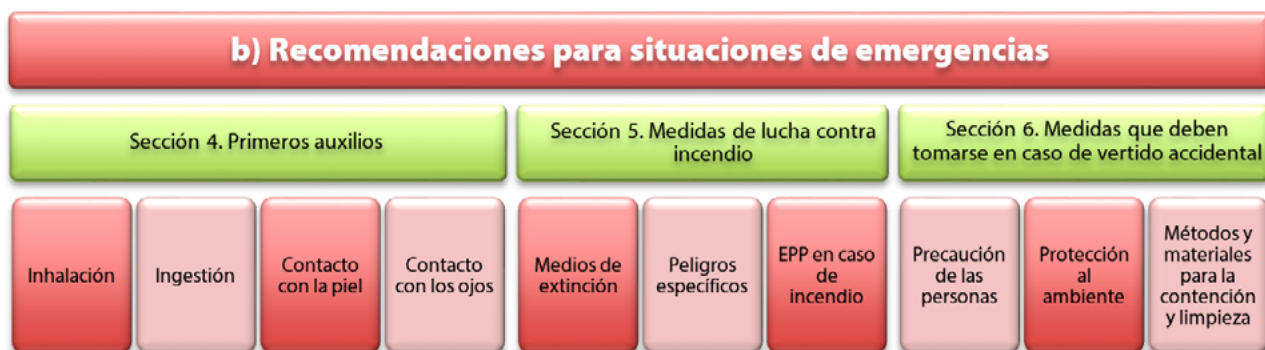 b) Recomendaciones para situaciones de emergencias
Sección 4. Primeros auxilios
Sección 5. Medidas de lucha contra
incendio
Sección 6. Medidas que deben
tomarse en caso de vertido accidental
Inhalación
Ingestión
Contacto
con la piel
Contacto
con los ojos
Medios de
extinción
Peligros
específicos
EPP en caso
de
incendio
Precaución
de las
personas
Protección
al
ambiente
Métodos y
materiales
para la
contención
y limpieza